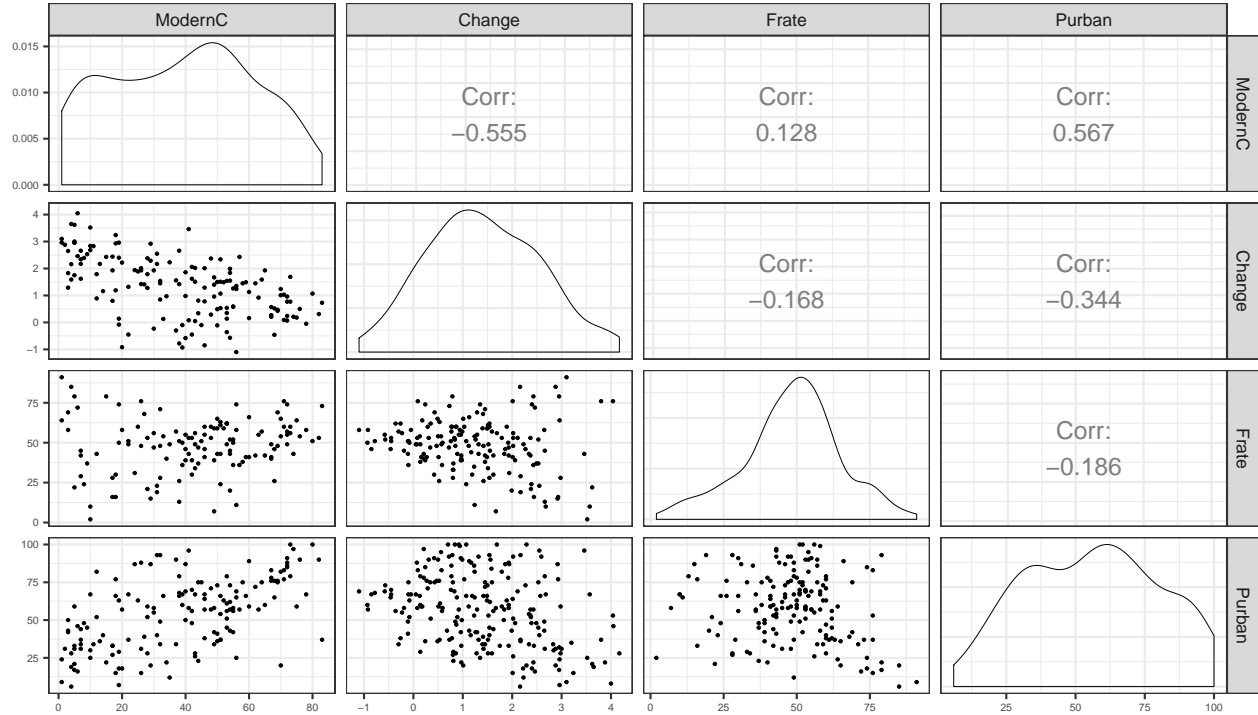 ModernC Change Frate Purban
0.015
0.010
0.005
0.000
Corr:
−0.555
Corr:
0.128
Corr:
0.567
ModernC
4
3
2
1
0
−1
Corr:
−0.168
Corr:
−0.344
Change
75
50
25
0
Corr:
−0.186
Frate
100
75
50
25
Purban
0 20 40 60 80 −1 0 1 2 3 4 0 25 50 75 25 50 75 100